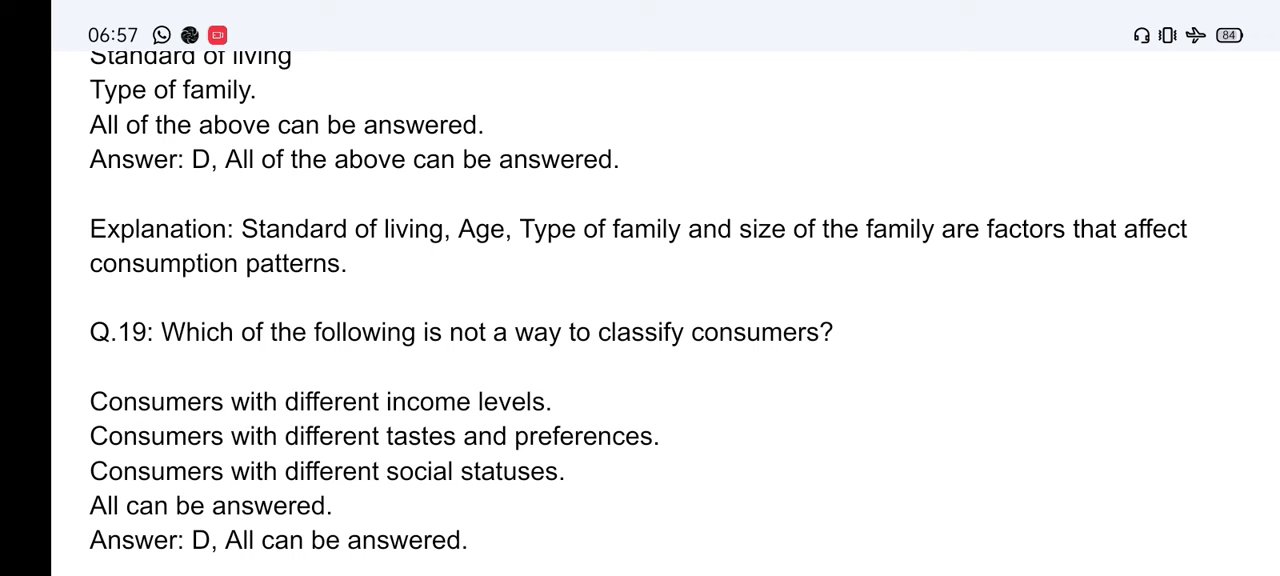 06:57
84
Standard of living
Type of family.
All of the above can be answered.
Answer: D, All of the above can be answered.
Explanation: Standard of living, Age, Type of family and size of the family are factors that affect
consumption patterns.
Q.19: Which of the following is not a way to classify consumers?
Consumers with different income levels.
Consumers with different tastes and preferences.
Consumers with different social statuses.
All can be answered.
Answer: D, All can be answered.